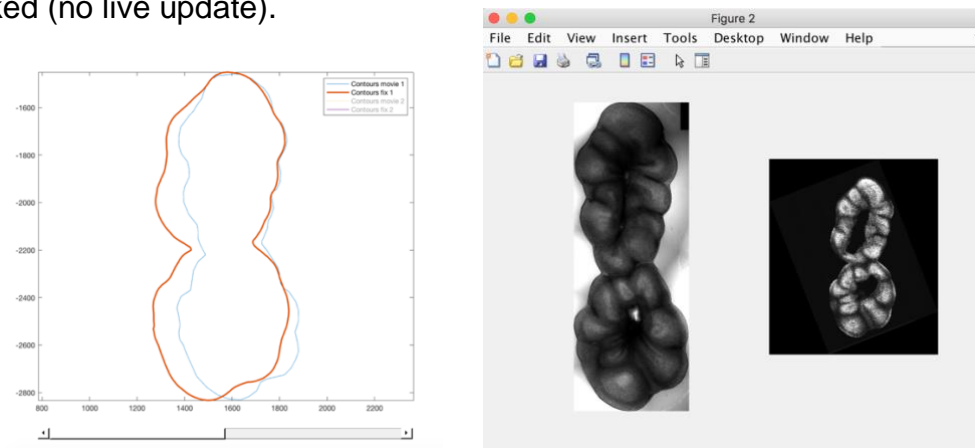 ked (no live update).
Figure 2
File Edit View Insert Tools Desktop Window Help
Contours movie 1
Contours fix 1
Contours movie 2
Contours fix 2
-1600
-1800
-2000
-2200
-2400
-2600
-2800
800 1000 1200 1400 1600 1800 2000 2200